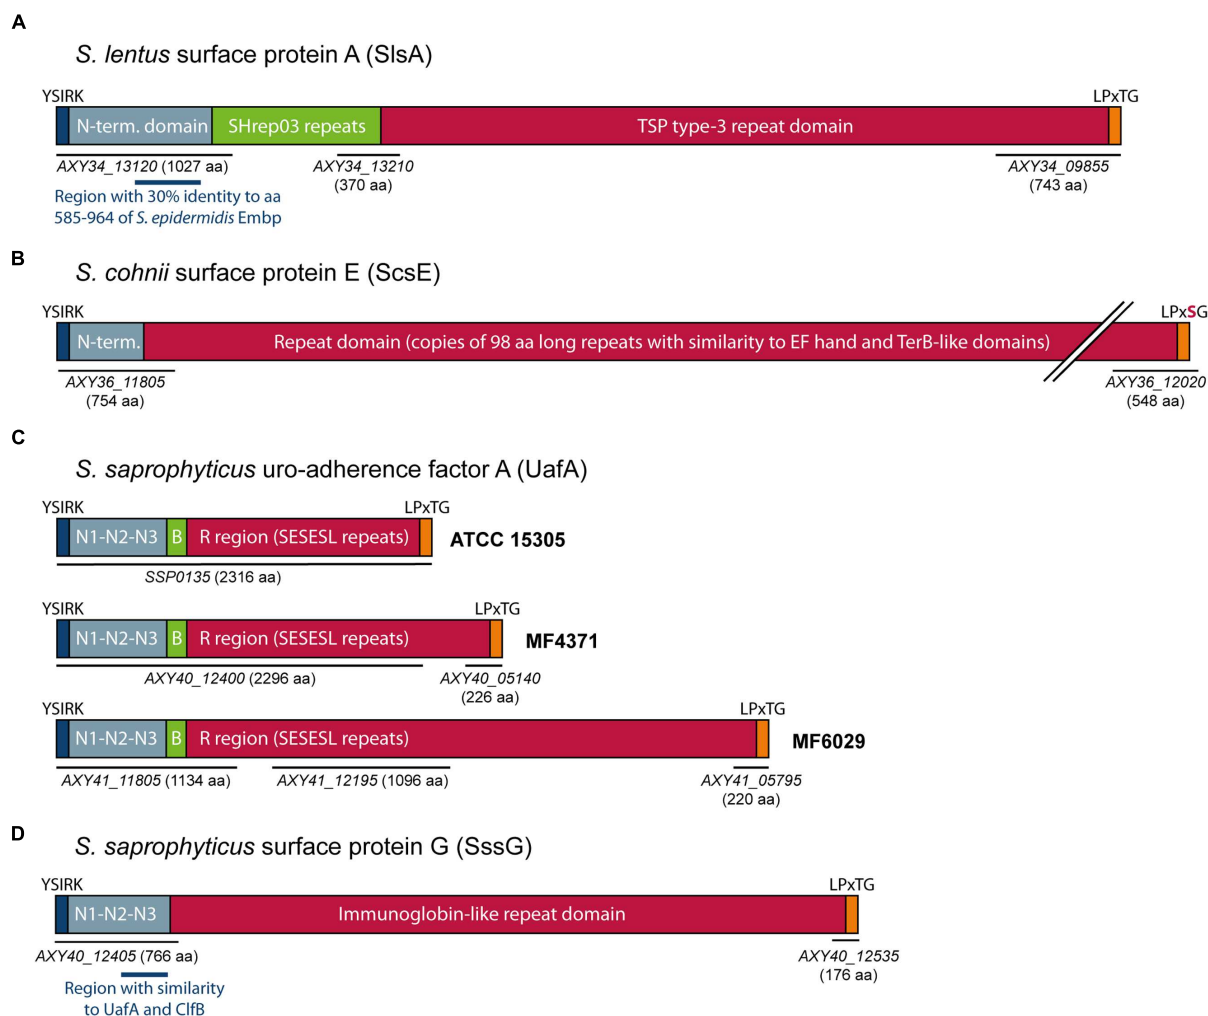 A
S. lentus surface protein A (SlsA)
YSIRK
LPxTG
N-term. domain
SHrep03 repeats
TSP type-3 repeat domain
AXY34_13120 (1027 aa)
AXY34_13210
(370 aa)
AXY34_09855
(743 aa)
Region with 30% identity to aa
585-964 of S. epidermidis Embp
B
S. cohnii surface protein E (ScsE)
YSIRK
LPxSG
N-term.
Repeat domain (copies of 98 aa long repeats with similarity to EF hand and TerB-like domains)
AXY36_11805
(754 aa)
AXY36_12020
(548 aa)
C
S. saprophyticus uro-adherence factor A (UafA)
YSIRK
LPxTG
N1-N2-N3
B
R region (SESESL repeats)
ATCC 15305
SSP0135 (2316 aa)
YSIRK
LPxTG
N1-N2-N3
B
R region (SESESL repeats)
MF4371
AXY40_12400 (2296 aa)
AXY40_05140
(226 aa)
YSIRK
LPxTG
N1-N2-N3
B
R region (SESESL repeats)
MF6029
AXY41_11805 (1134 aa)
AXY41_12195 (1096 aa)
AXY41_05795
(220 aa)
D
S. saprophyticus surface protein G (SssG)
YSIRK
LPxTG
N1-N2-N3
Immunoglobin-like repeat domain
AXY40_12405 (766 aa)
AXY40_12535
(176 aa)
Region with similarity
to UafA and ClfB